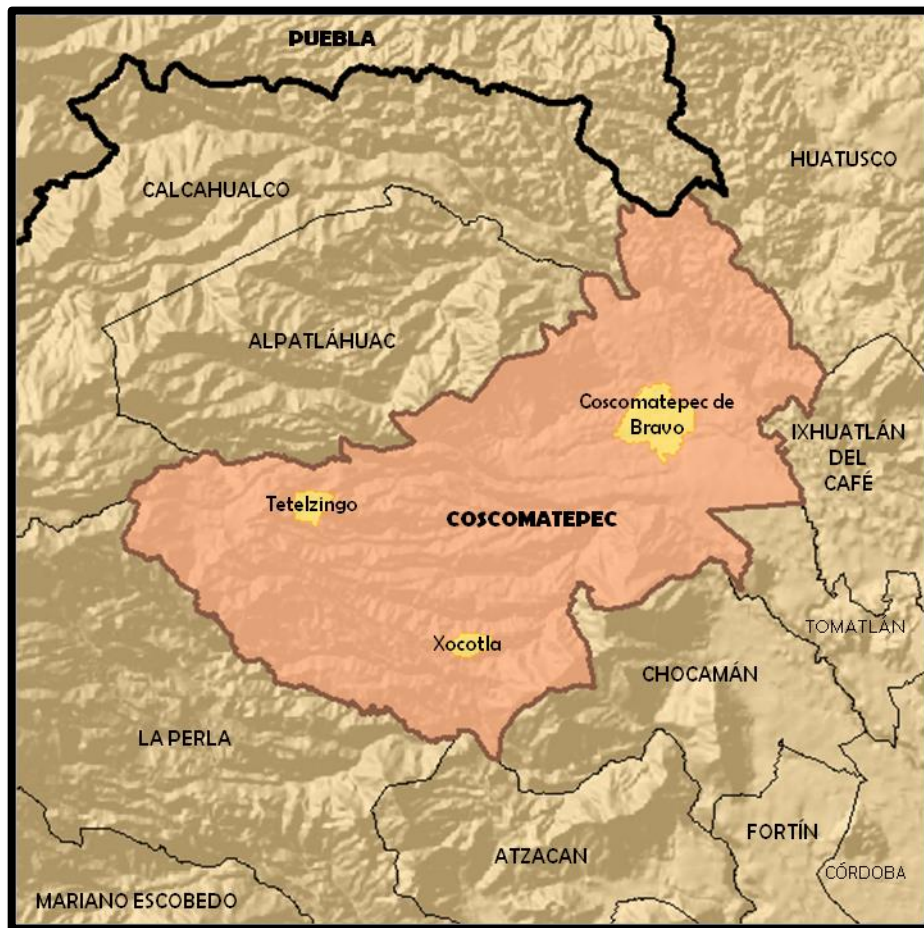 PUEBLA
HUATUSCO
CALCAHUALCO
ALPATLÁHUAC
Coscomatepec de
Bravo
IXHUATLÁN
DEL
CAFÉ
Tetelzingo
COSCOMATEPEC
TOMATLÁN
Xocotla
CHOCAMÁN
LA PERLA
FORTÍN
ATZACAN
CÓRDOBA
MARIANO ESCOBEDO